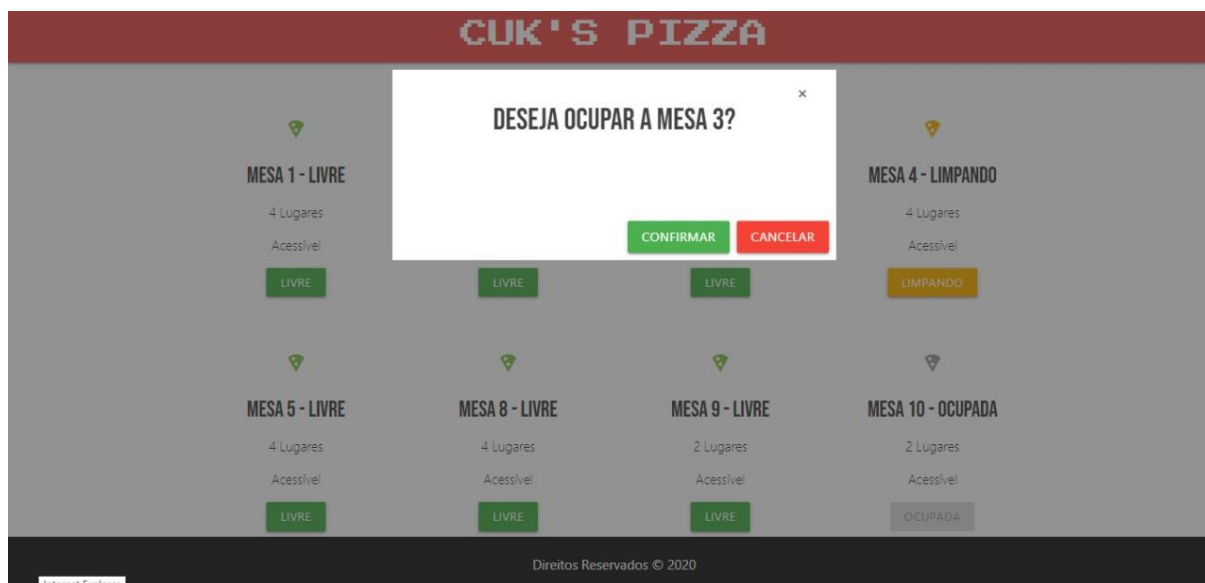 CUK'S PIZZA
×
DESEJA OCUPAR A MESA 3?
CONFIRMAR CANCELAR
MESA 1 - LIVRE MESA 4 - LIMPANDO
4 Lugares 4 Lugares
Acessível Acessível
LIVRE LIVRE LIVRE LIMPANDO
MESA 5 - LIVRE MESA 8 - LIVRE MESA 9 - LIVRE MESA 10 - OCUPADA
4 Lugares 4 Lugares 2 Lugares 2 Lugares
Acessível Acessível Acessível Acessível
LIVRE LIVRE LIVRE OCUPADA
Direitos Reservados © 2020
Internet Explorer